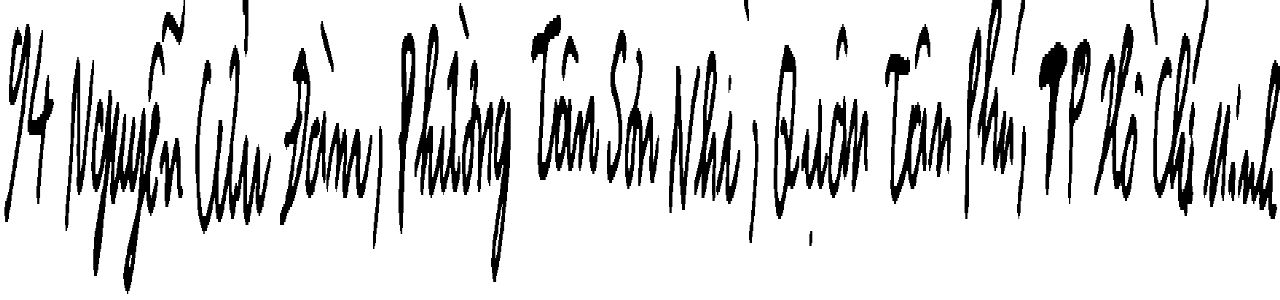 94 Nguyễn Cửu Đàm, Phường Tân Sơn Nhì, Quận Tân Phú, TP Hồ Chí Minh